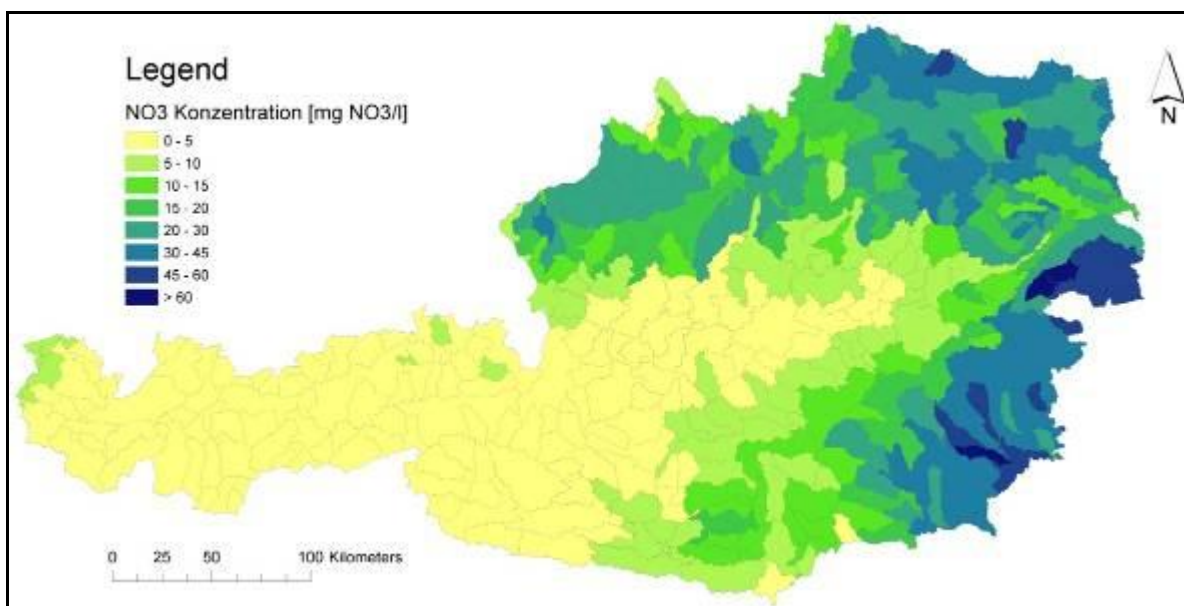 Legend
NO3 Konzentration [mg NO3/l]
0 - 5
5 - 10
10 - 15
15 - 20
20 - 30
30 - 45
45 - 60
> 60
N
0 25 50 100 Kilometers